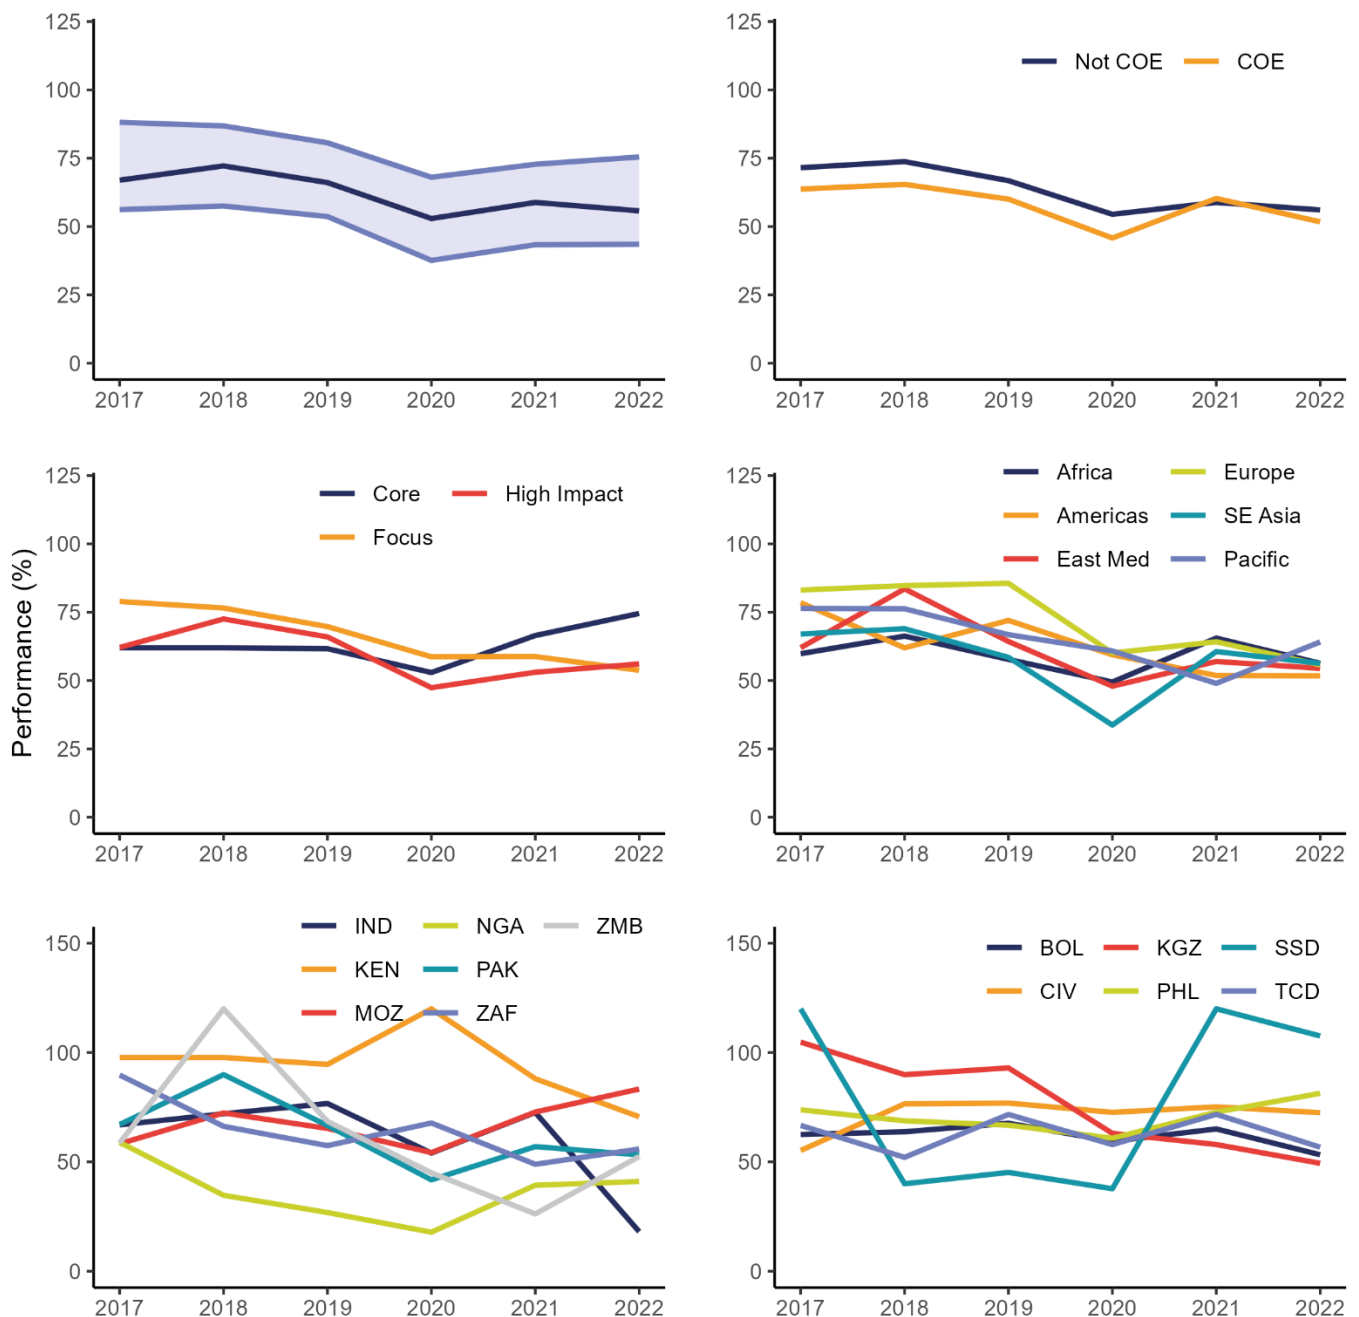 125
100
75
50
25
0
2017 2018 2019 2020 2021 2022
125
100
75
50
25
0
Not COE COE
2017 2018 2019 2020 2021 2022
Performance (%)
125
100
75
50
25
0
Core High Impact
Focus
2017 2018 2019 2020 2021 2022
125
100
75
50
25
0
Africa Europe
Americas SE Asia
East Med Pacific
2017 2018 2019 2020 2021 2022
150
100
50
0
IND NGA ZMB
KEN PAK
MOZ ZAF
2017 2018 2019 2020 2021 2022
150
100
50
0
BOL KGZ SSD
CIV PHL TCD
2017 2018 2019 2020 2021 2022